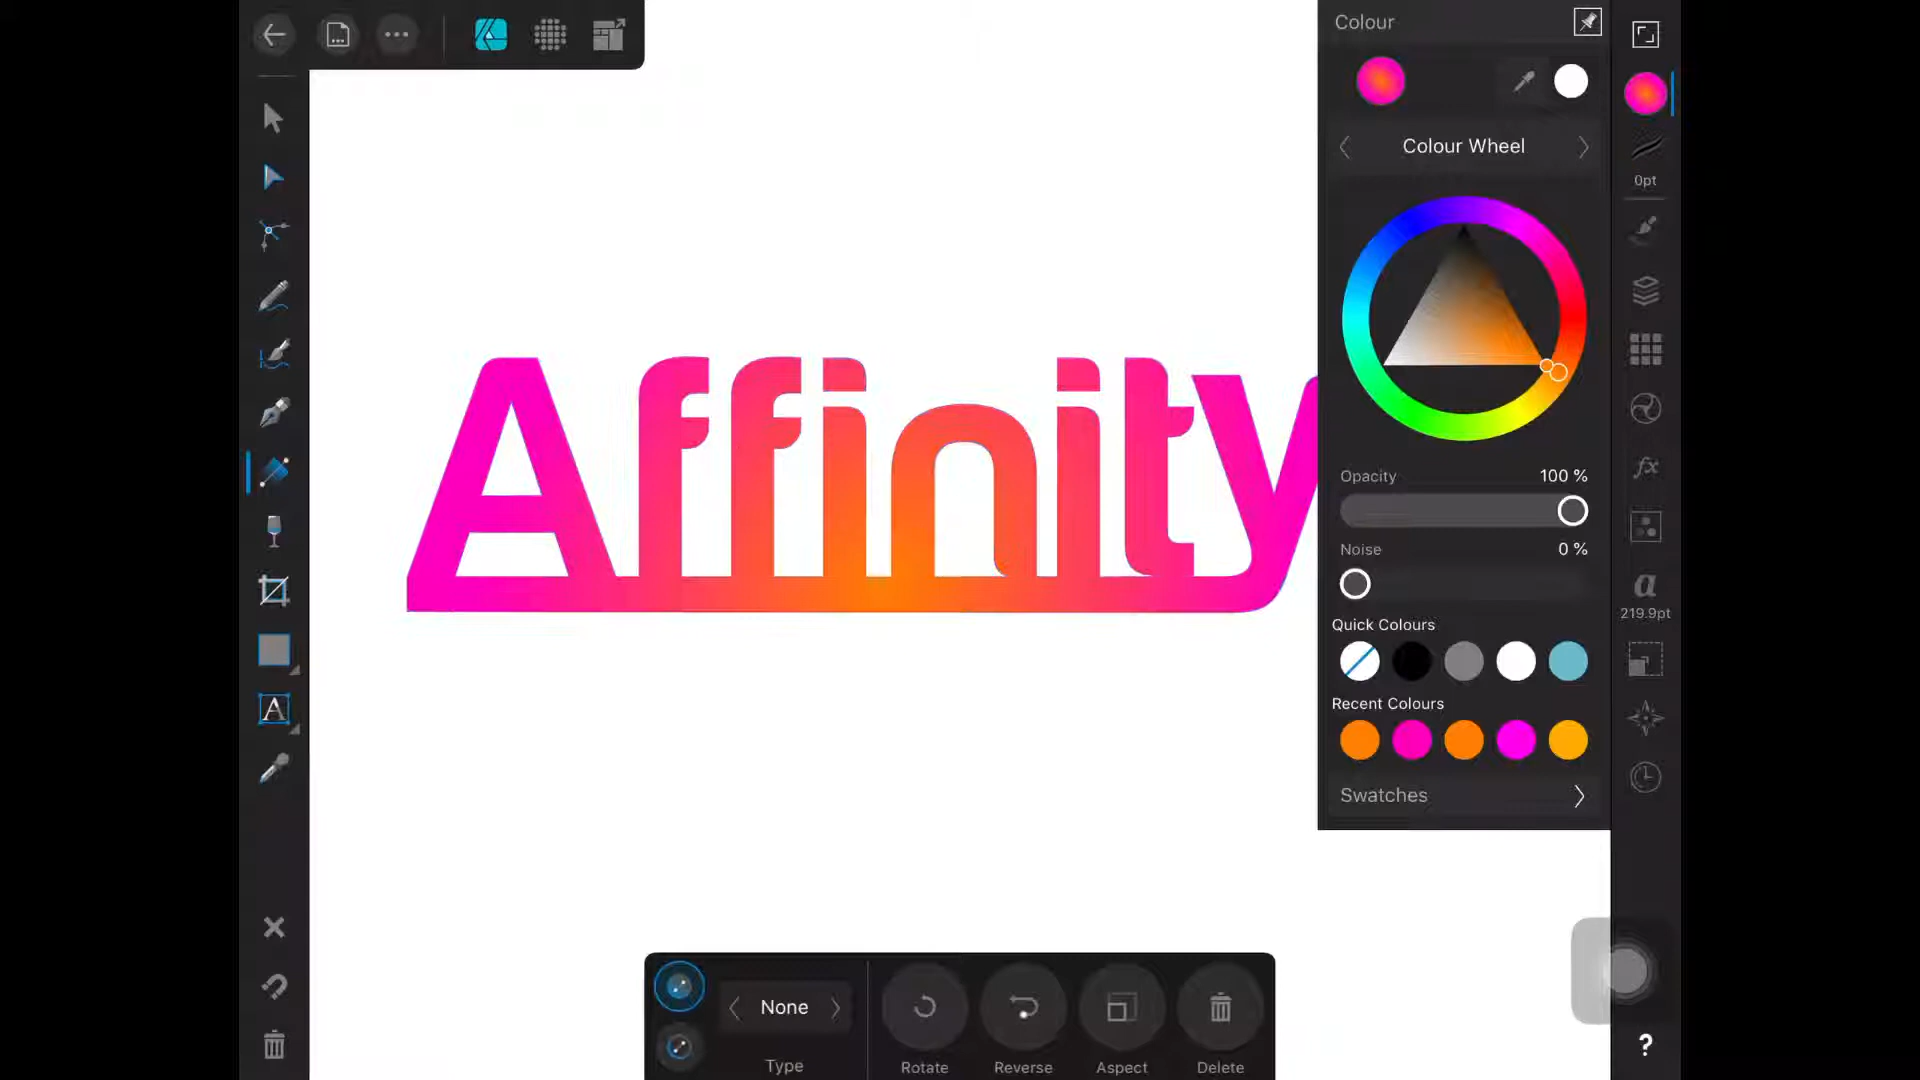 Colour
Colour Wheel
0pt
Affinity
Opacity 100 %
Noise 0 %
fx
a
219.9pt
Quick Colours
Recent Colours
Swatches
A
None
Type
Rotate
Reverse
Aspect
Delete
?